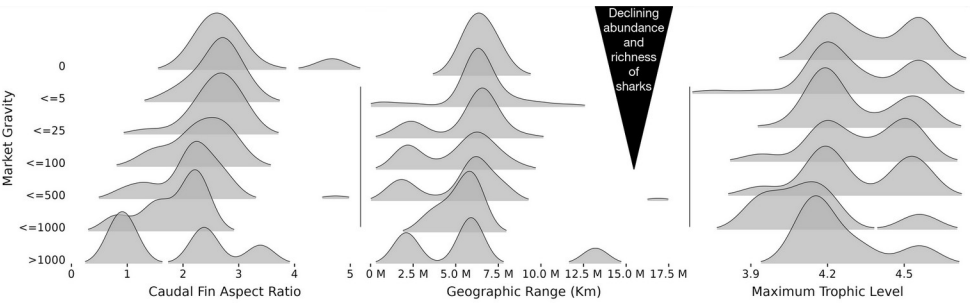 Declining
abundance
and
richness
of
sharks
Market Gravity
0
<=5
<=25
<=100
<=500
<=1000
>1000
0 1 2 3 4 5
0 M 2.5 M 5.0 M 7.5 M 10.0 M 12.5 M 15.0 M 17.5 M
3.9 4.2 4.5
Caudal Fin Aspect Ratio
Geographic Range (Km)
Maximum Trophic Level